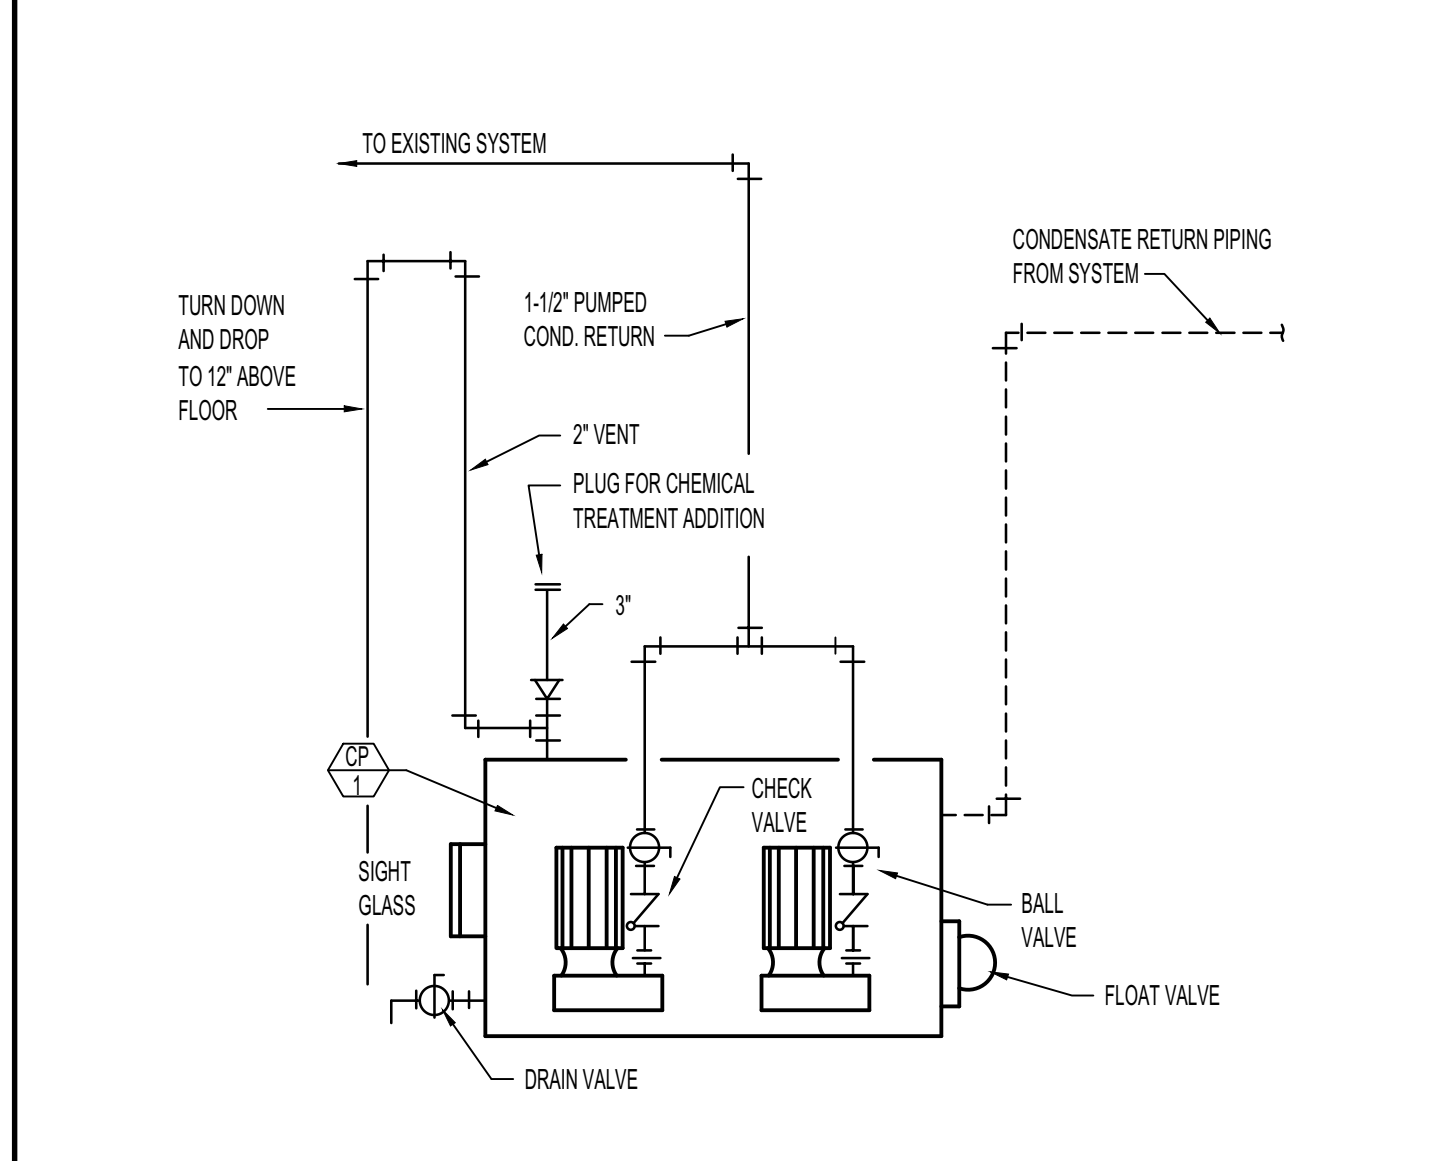 TO EXISTING SYSTEM
CONDENSATE RETURN PIPING
FROM SYSTEM
TURN DOWN
AND DROP
TO 12" ABOVE
FLOOR
1-1/2" PUMPED
COND. RETURN
2" VENT
PLUG FOR CHEMICAL
TREATMENT ADDITION
3"
CP
1
CHECK
VALVE
SIGHT
GLASS
BALL
VALVE
FLOAT VALVE
DRAIN VALVE